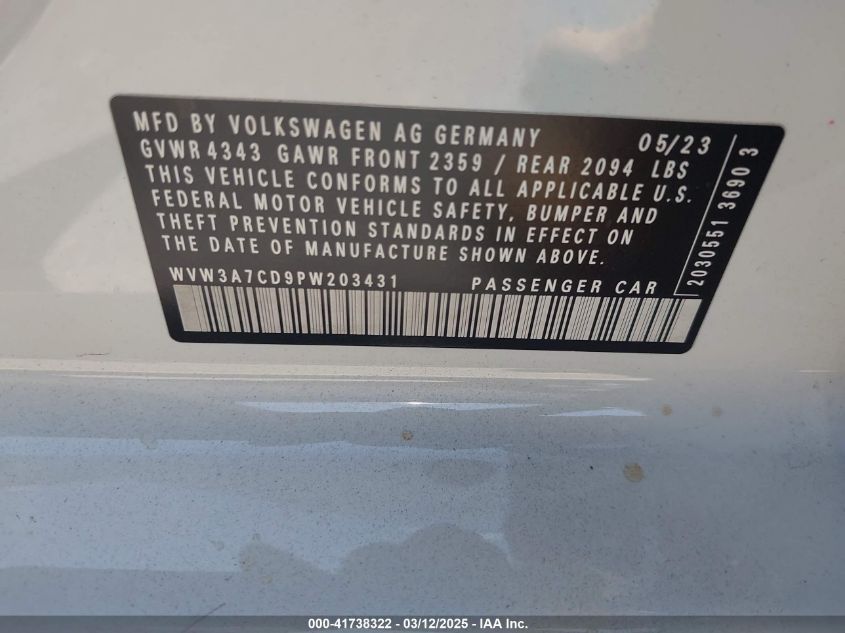 MFD BY VOLKSWAGEN AG GERMANY 05/23
GVWR 4343 GAWR FRONT 2359 / REAR 2094 LBS
THIS VEHICLE CONFORMS TO ALL APPLICABLE U.S.
FEDERAL MOTOR VEHICLE SAFETY, BUMPER AND
THEFT PREVENTION STANDARDS IN EFFECT ON
THE DATE OF MANUFACTURE SHOWN ABOVE.
WVW3A7CD9PW203431 PASSENGER CAR
2030551 3690 3
000-41738322 - 03/12/2025 - IAA Inc.